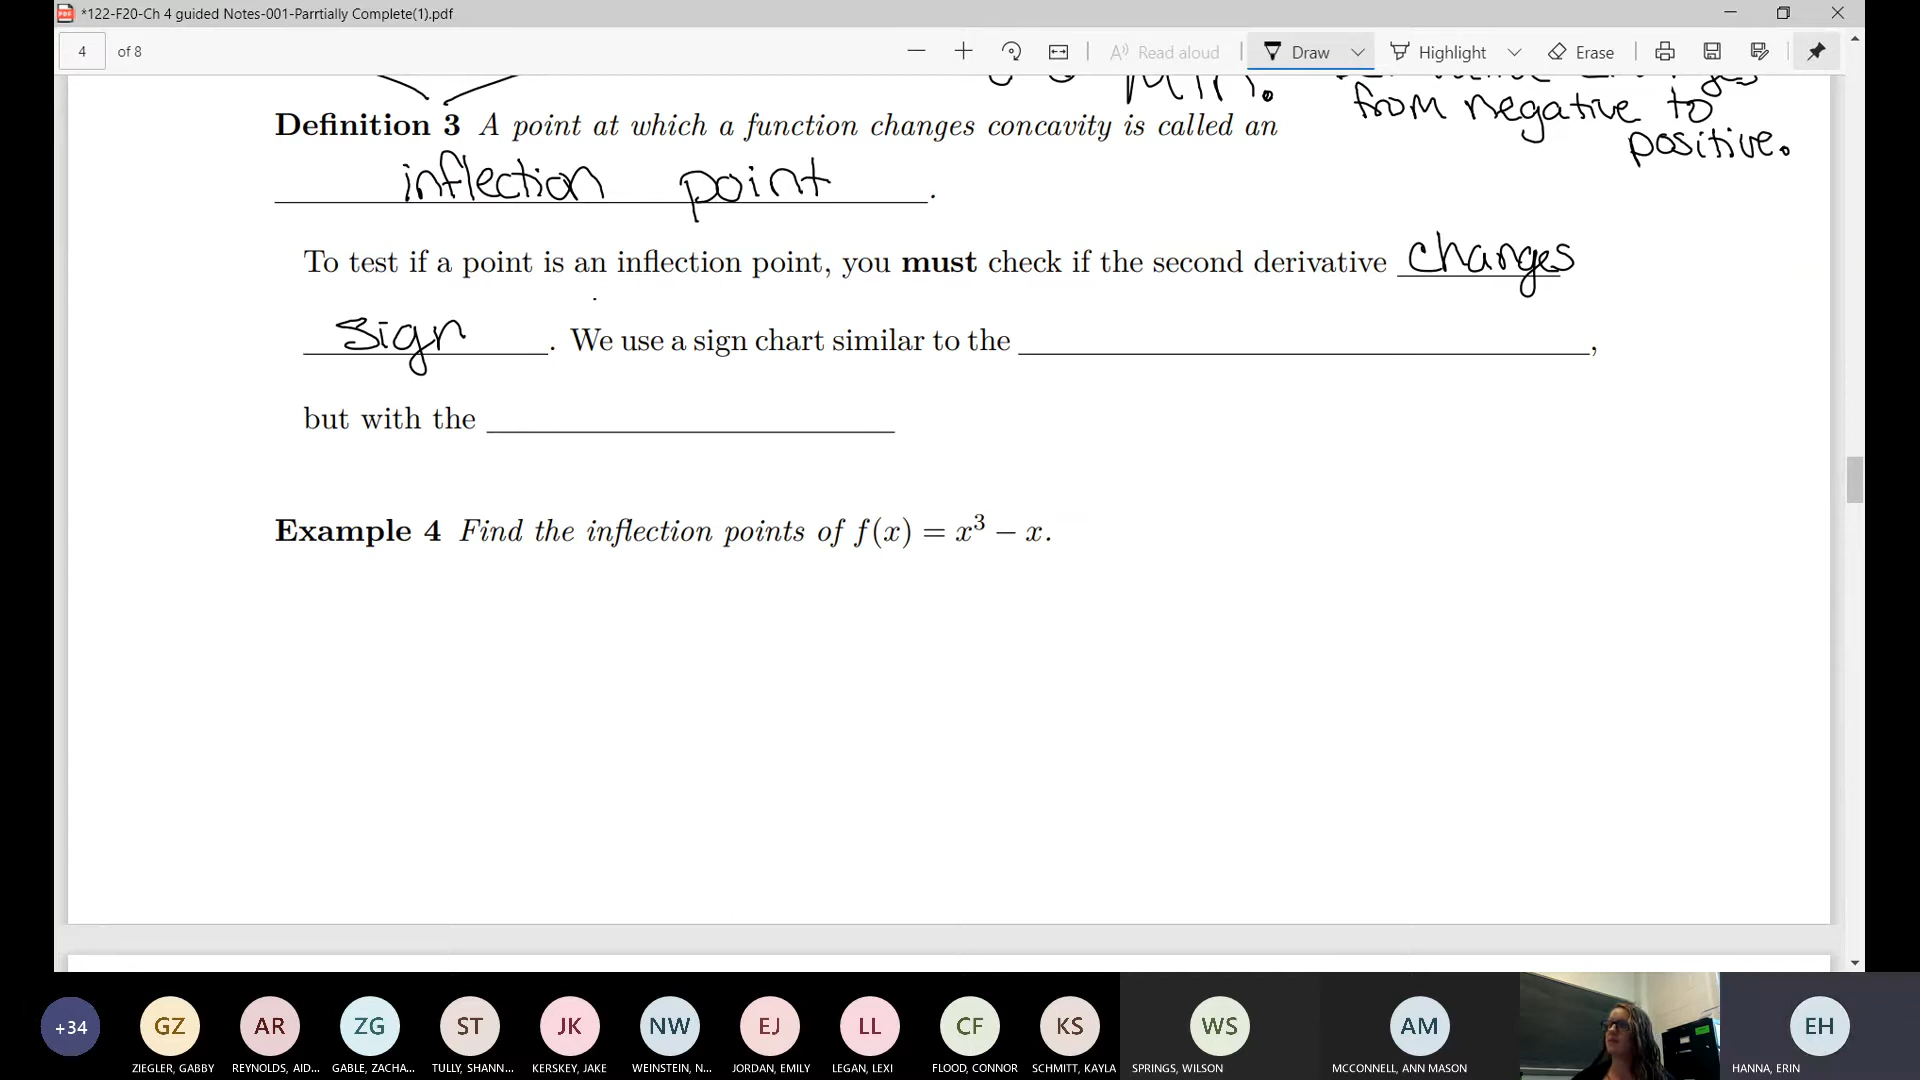 *122-F20-Ch 4 guided Notes-001-Parrtially Complete(1).pdf
4 of 8 Read aloud Draw Highlight Erase
min.
from negative to
positive.
Definition 3 A point at which a function changes concavity is called an
inflection point.
To test if a point is an inflection point, you must check if the second derivative changes
sign. We use a sign chart similar to the ,
but with the
Example 4 Find the inflection points of f(x) = x³ − x.
+34 GZ AR ZG ST JK NW EJ LL CF KS WS AM EH
ZIEGLER, GABBY REYNOLDS, AID... GABLE, ZACHA... TULLY, SHANN... KERSKEY, JAKE WEINSTEIN, N... JORDAN, EMILY LEGAN, LEXI FLOOD, CONNOR SCHMITT, KAYLA SPRINGS, WILSON MCCONNELL, ANN MASON HANNA, ERIN